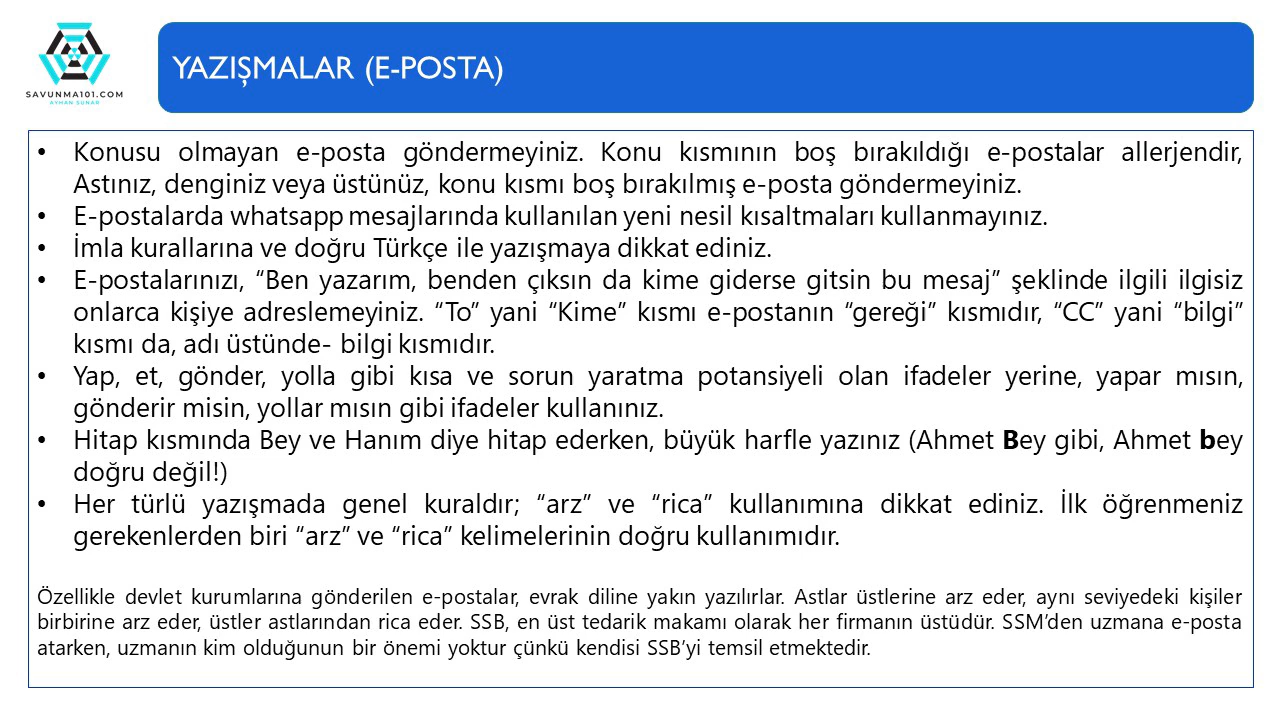 SAVUNMA101.COM
AYHAN SUNAR
YAZIŞMALAR (E-POSTA)
• Konusu olmayan e-posta göndermeyiniz. Konu kısmının boş bırakıldığı e-postalar allerjendir,
Astınız, denginiz veya üstünüz, konu kısmı boş bırakılmış e-posta göndermeyiniz.
• E-postalarda whatsapp mesajlarında kullanılan yeni nesil kısaltmaları kullanmayınız.
• İmla kurallarına ve doğru Türkçe ile yazışmaya dikkat ediniz.
• E-postalarınızı, “Ben yazarım, benden çıksın da kime giderse gitsin bu mesaj” şeklinde ilgili ilgisiz
onlarca kişiye adreslemeyiniz. “To” yani “Kime” kısmı e-postanın “gereği” kısmıdır, “CC” yani “bilgi”
kısmı da, adı üstünde- bilgi kısmıdır.
• Yap, et, gönder, yolla gibi kısa ve sorun yaratma potansiyeli olan ifadeler yerine, yapar mısın,
gönderir misin, yollar mısın gibi ifadeler kullanınız.
• Hitap kısmında Bey ve Hanım diye hitap ederken, büyük harfle yazınız (Ahmet Bey gibi, Ahmet bey
doğru değil!)
• Her türlü yazışmada genel kuraldır; “arz” ve “rica” kullanımına dikkat ediniz. İlk öğrenmeniz
gerekenlerden biri “arz” ve “rica” kelimelerinin doğru kullanımıdır.
Özellikle devlet kurumlarına gönderilen e-postalar, evrak diline yakın yazılırlar. Astlar üstlerine arz eder, aynı seviyedeki kişiler
birbirine arz eder, üstler astlarından rica eder. SSB, en üst tedarik makamı olarak her firmanın üstüdür. SSM’den uzmana e-posta
atarken, uzmanın kim olduğunun bir önemi yoktur çünkü kendisi SSB’yi temsil etmektedir.